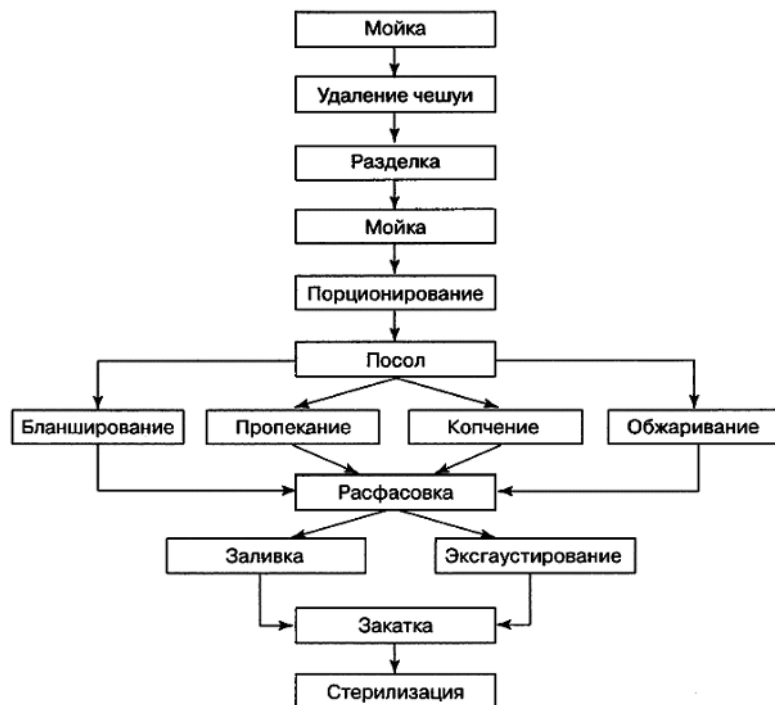 Мойка
Удаление чешуи
Разделка
Мойка
Порционирование
Посол
Бланширование
Пропекание
Копчение
Обжаривание
Расфасовка
Заливка
Эксгаустирование
Закатка
Стерилизация